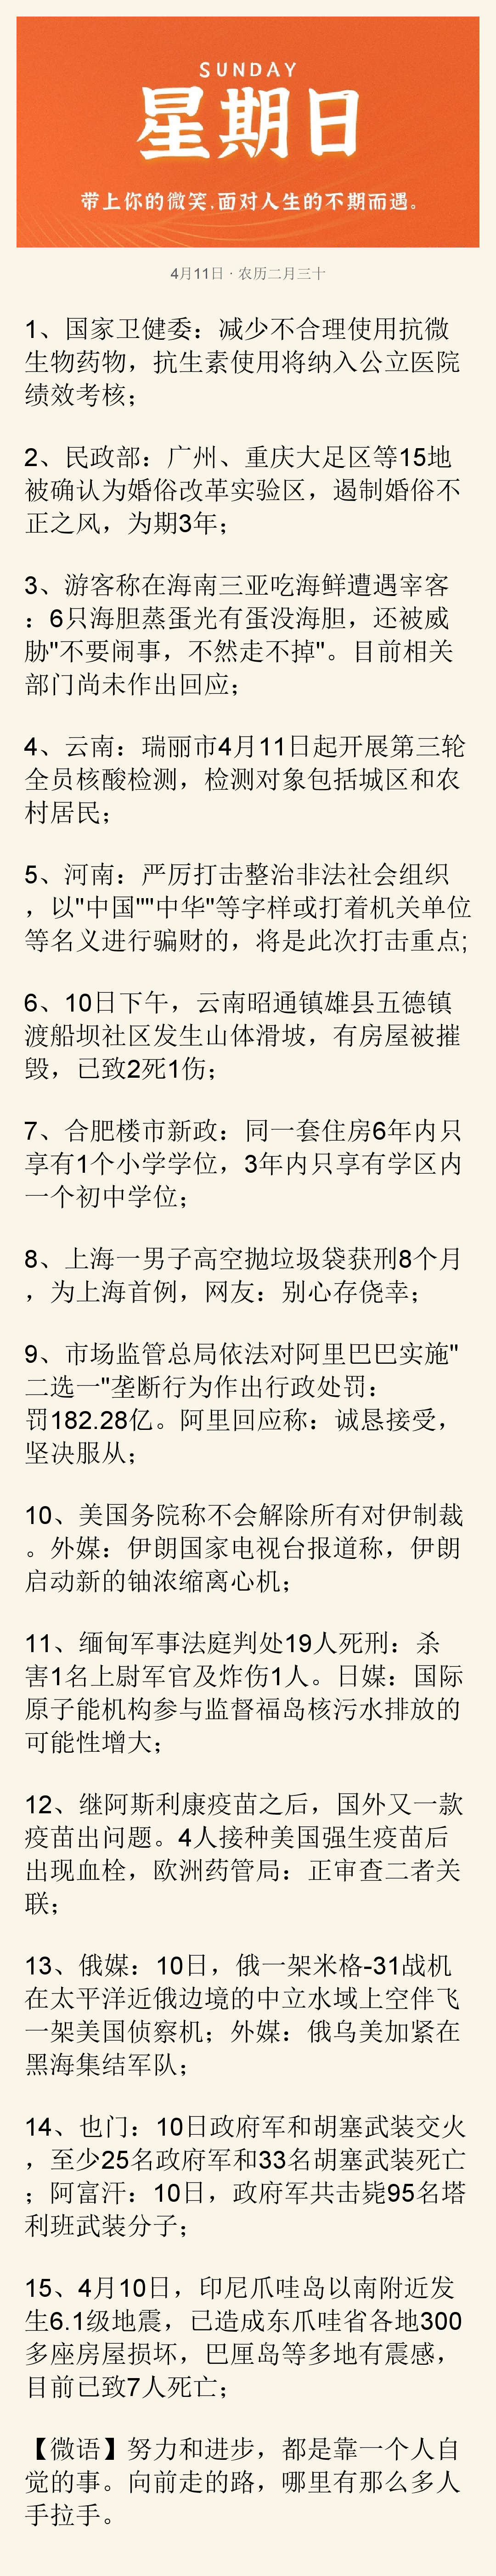 SUNDAY
星期日
带上你的微笑,面对人生的不期而遇。
4月11日 · 农历二月三十
1、国家卫健委：减少不合理使用抗微
生物药物，抗生素使用将纳入公立医院
绩效考核；
2、民政部：广州、重庆大足区等15地
被确认为婚俗改革实验区，遏制婚俗不
正之风，为期3年；
3、游客称在海南三亚吃海鲜遭遇宰客
：6只海胆蒸蛋光有蛋没海胆，还被威
胁"不要闹事，不然走不掉"。目前相关
部门尚未作出回应；
4、云南：瑞丽市4月11日起开展第三轮
全员核酸检测，检测对象包括城区和农
村居民；
5、河南：严厉打击整治非法社会组织
，以"中国""中华"等字样或打着机关单位
等名义进行骗财的，将是此次打击重点;
6、10日下午，云南昭通镇雄县五德镇
渡船坝社区发生山体滑坡，有房屋被摧
毁，已致2死1伤；
7、合肥楼市新政：同一套住房6年内只
享有1个小学学位，3年内只享有学区内
一个初中学位；
8、上海一男子高空抛垃圾袋获刑8个月
，为上海首例，网友：别心存侥幸；
9、市场监管总局依法对阿里巴巴实施"
二选一"垄断行为作出行政处罚：
罚182.28亿。阿里回应称：诚恳接受，
坚决服从；
10、美国务院称不会解除所有对伊制裁
。外媒：伊朗国家电视台报道称，伊朗
启动新的铀浓缩离心机；
11、缅甸军事法庭判处19人死刑：杀
害1名上尉军官及炸伤1人。日媒：国际
原子能机构参与监督福岛核污水排放的
可能性增大；
12、继阿斯利康疫苗之后，国外又一款
疫苗出问题。4人接种美国强生疫苗后
出现血栓，欧洲药管局：正审查二者关
联；
13、俄媒：10日，俄一架米格-31战机
在太平洋近俄边境的中立水域上空伴飞
一架美国侦察机；外媒：俄乌美加紧在
黑海集结军队；
14、也门：10日政府军和胡塞武装交火
，至少25名政府军和33名胡塞武装死亡
；阿富汗：10日，政府军共击毙95名塔
利班武装分子；
15、4月10日，印尼爪哇岛以南附近发
生6.1级地震，已造成东爪哇省各地300
多座房屋损坏，巴厘岛等多地有震感，
目前已致7人死亡；
【微语】努力和进步，都是靠一个人自
觉的事。向前走的路，哪里有那么多人
手拉手。